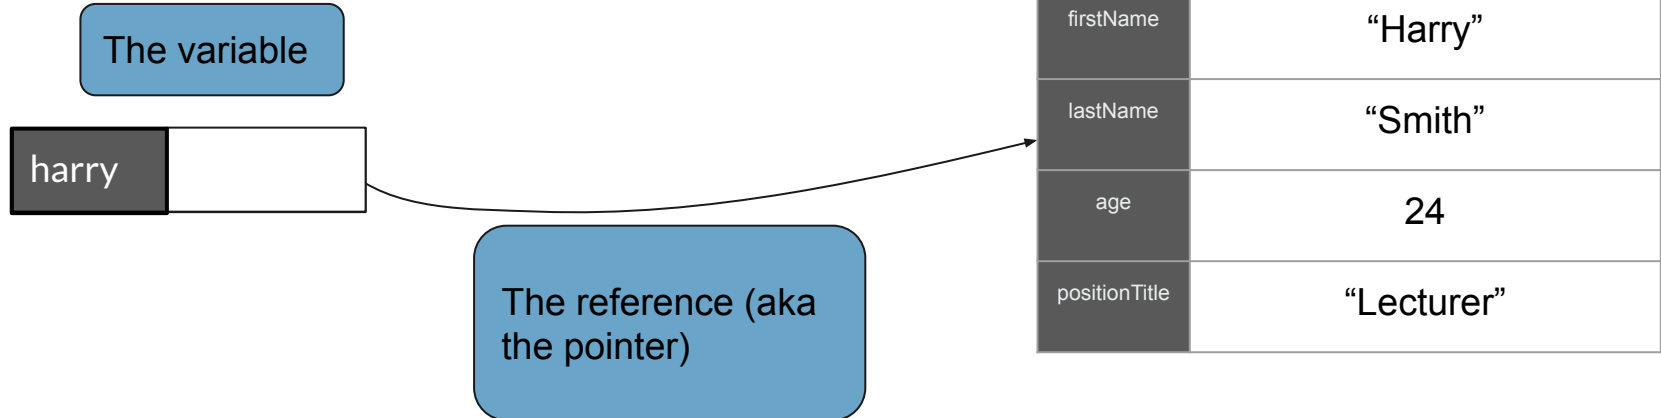 The variable
harry
The reference (aka
the pointer)
firstName “Harry”
lastName “Smith”
age 24
positionTitle “Lecturer”